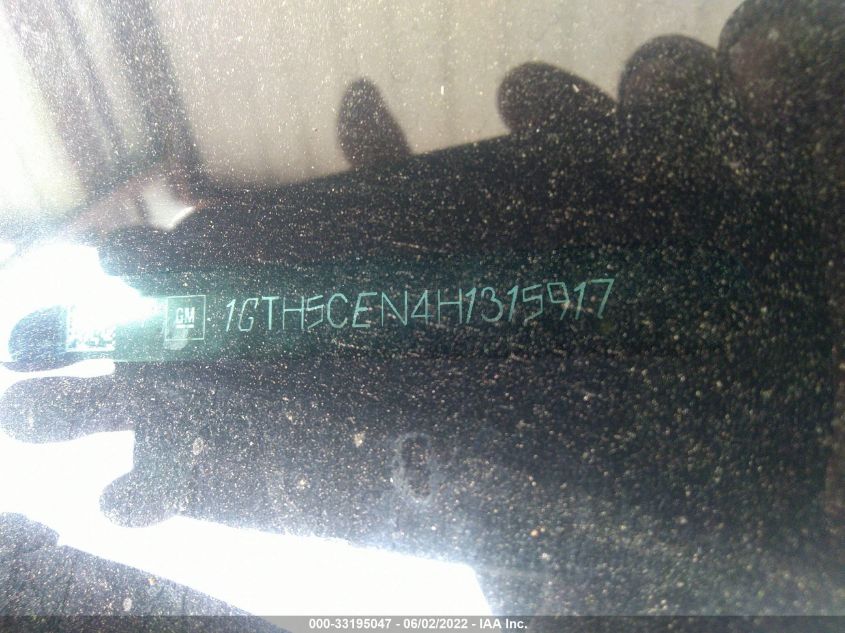 GM 1GTH5CEN4H1315917
000-33195047 - 06/02/2022 - IAA Inc.